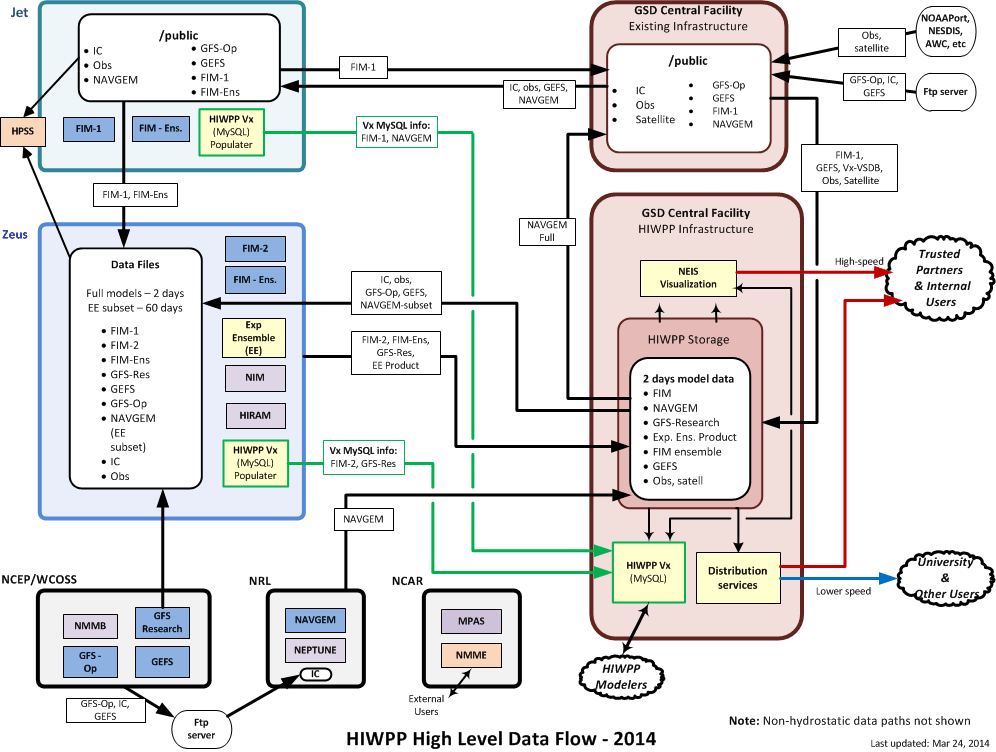 Jet
/public
• IC
• Obs
• NAVGEM
• GFS-Op
• GEFS
• FIM-1
• FIM-Ens
HPSS
FIM-1
FIM - Ens.
HIWPP Vx
(MySQL)
Populater
FIM-1
IC, obs, GEFS,
NAVGEM
Vx MySQL info:
FIM-1, NAVGEM
FIM-1, FIM-Ens
GSD Central Facility
Existing Infrastructure
/public
• IC
• Obs
• Satellite
• GFS-Op
• GEFS
• FIM-1
• NAVGEM
Obs,
satellite
NOAAPort,
NESDIS,
AWC, etc
GFS-Op, IC,
GEFS
Ftp server
FIM-1,
GEFS, Vx-VSDB,
Obs, Satellite
NAVGEM
Full
Zeus
Data Files
Full models – 2 days
EE subset – 60 days
• FIM-1
• FIM-2
• FIM-Ens
• GFS-Res
• GEFS
• GFS-Op
• NAVGEM
(EE
subset)
• IC
• Obs
FIM-2
FIM - Ens.
Exp
Ensemble
(EE)
NIM
HIRAM
HIWPP Vx
(MySQL)
Populater
IC, obs,
GFS-Op, GEFS,
NAVGEM-subset
FIM-2, FIM-Ens,
GFS-Res,
EE Product
Vx MySQL info:
FIM-2, GFS-Res
NAVGEM
GSD Central Facility
HIWPP Infrastructure
NEIS
Visualization
HIWPP Storage
2 days model data
• FIM
• NAVGEM
• GFS-Research
• Exp. Ens. Product
• FIM ensemble
• GEFS
• Obs, satell
HIWPP Vx
(MySQL)
Distribution
services
High-speed
Trusted
Partners
& Internal
Users
Lower speed
University
&
Other Users
HIWPP
Modelers
NCEP/WCOSS
NMMB
GFS
Research
GFS -
Op
GEFS
GFS-Op, IC,
GEFS
Ftp
server
NRL
NAVGEM
NEPTUNE
IC
NCAR
MPAS
NMME
External
Users
Note: Non-hydrostatic data paths not shown
HIWPP High Level Data Flow - 2014
Last updated: Mar 24, 2014